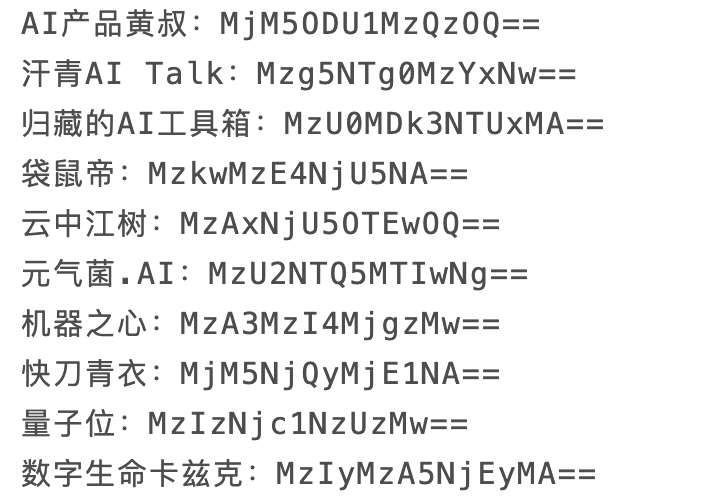 AI产品黄叔: MjM5ODU1MzQzOQ==
汗青AI Talk: Mzg5NTg0MzYxNw==
归藏的AI工具箱: MzU0MDk3NTUxMA==
袋鼠帝: MzkwMzE4NjU5NA==
云中江树: MzAxNjU5OTEwOQ==
元气菌.AI: MzU2NTQ5MTIwNg==
机器之心: MzA3MzI4MjgzMw==
快刀青衣: MjM5NjQyMjE1NA==
量子位: MzIzNjc1NzUzMw==
数字生命卡兹克: MzIyMzA5NjEyMA==